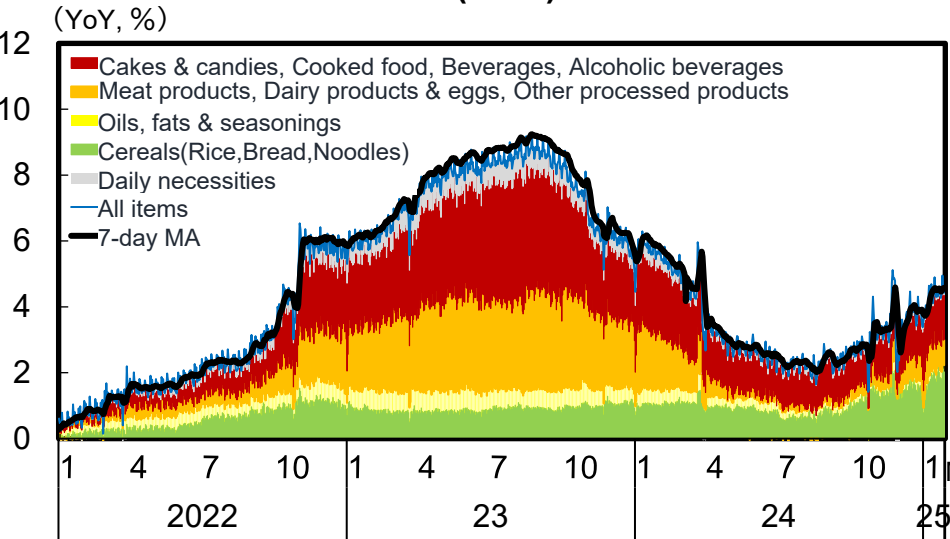 (YoY, %)
12
10
8
6
4
2
0
Cakes & candies, Cooked food, Beverages, Alcoholic beverages
Meat products, Dairy products & eggs, Other processed products
Oils, fats & seasonings
Cereals(Rice,Bread,Noodles)
Daily necessities
All items
7-day MA
1 4 7 10 1 4 7 10 1 4 7 10 1
2022 23 24 25